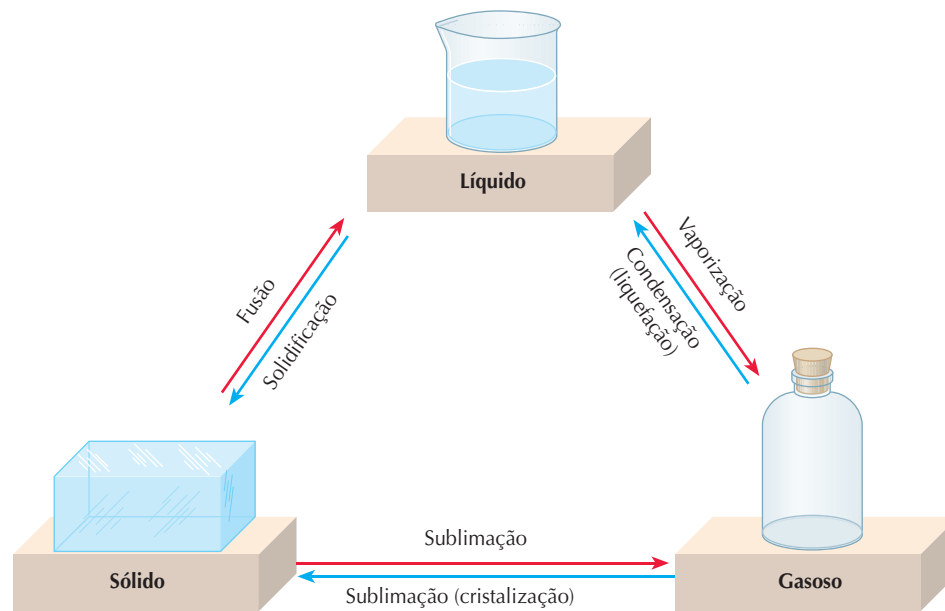 Líquido
Fusão
Solidificação
Vaporização
Condensação
(liquefação)
Sublimação
Sólido
Gasoso
Sublimação (cristalização)